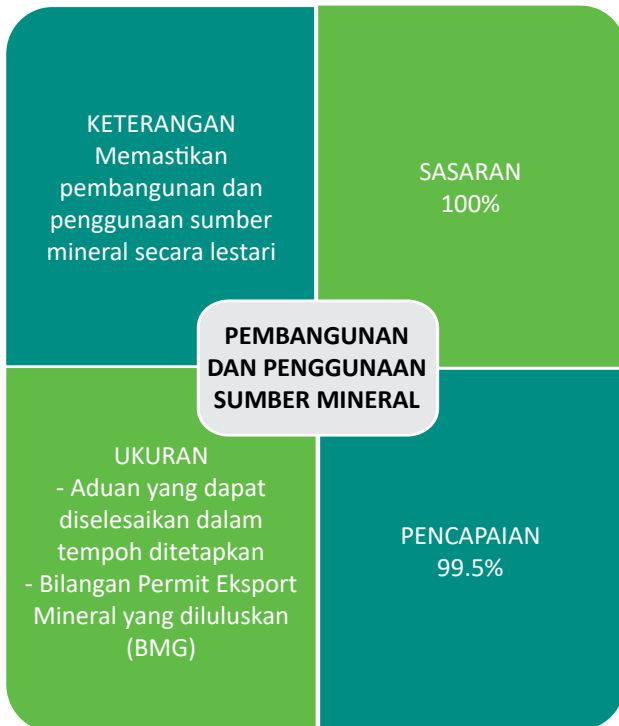 KETERANGAN
Memastikan
pembangunan dan
penggunaan sumber
mineral secara lestari
SASARAN
100%
PEMBANGUNAN
DAN PENGGUNAAN
SUMBER MINERAL
UKURAN
- Aduan yang dapat
diselesaikan dalam
tempoh ditetapkan
- Bilangan Permit Eksport
Mineral yang diluluskan
(BMG)
PENCAPAIAN
99.5%